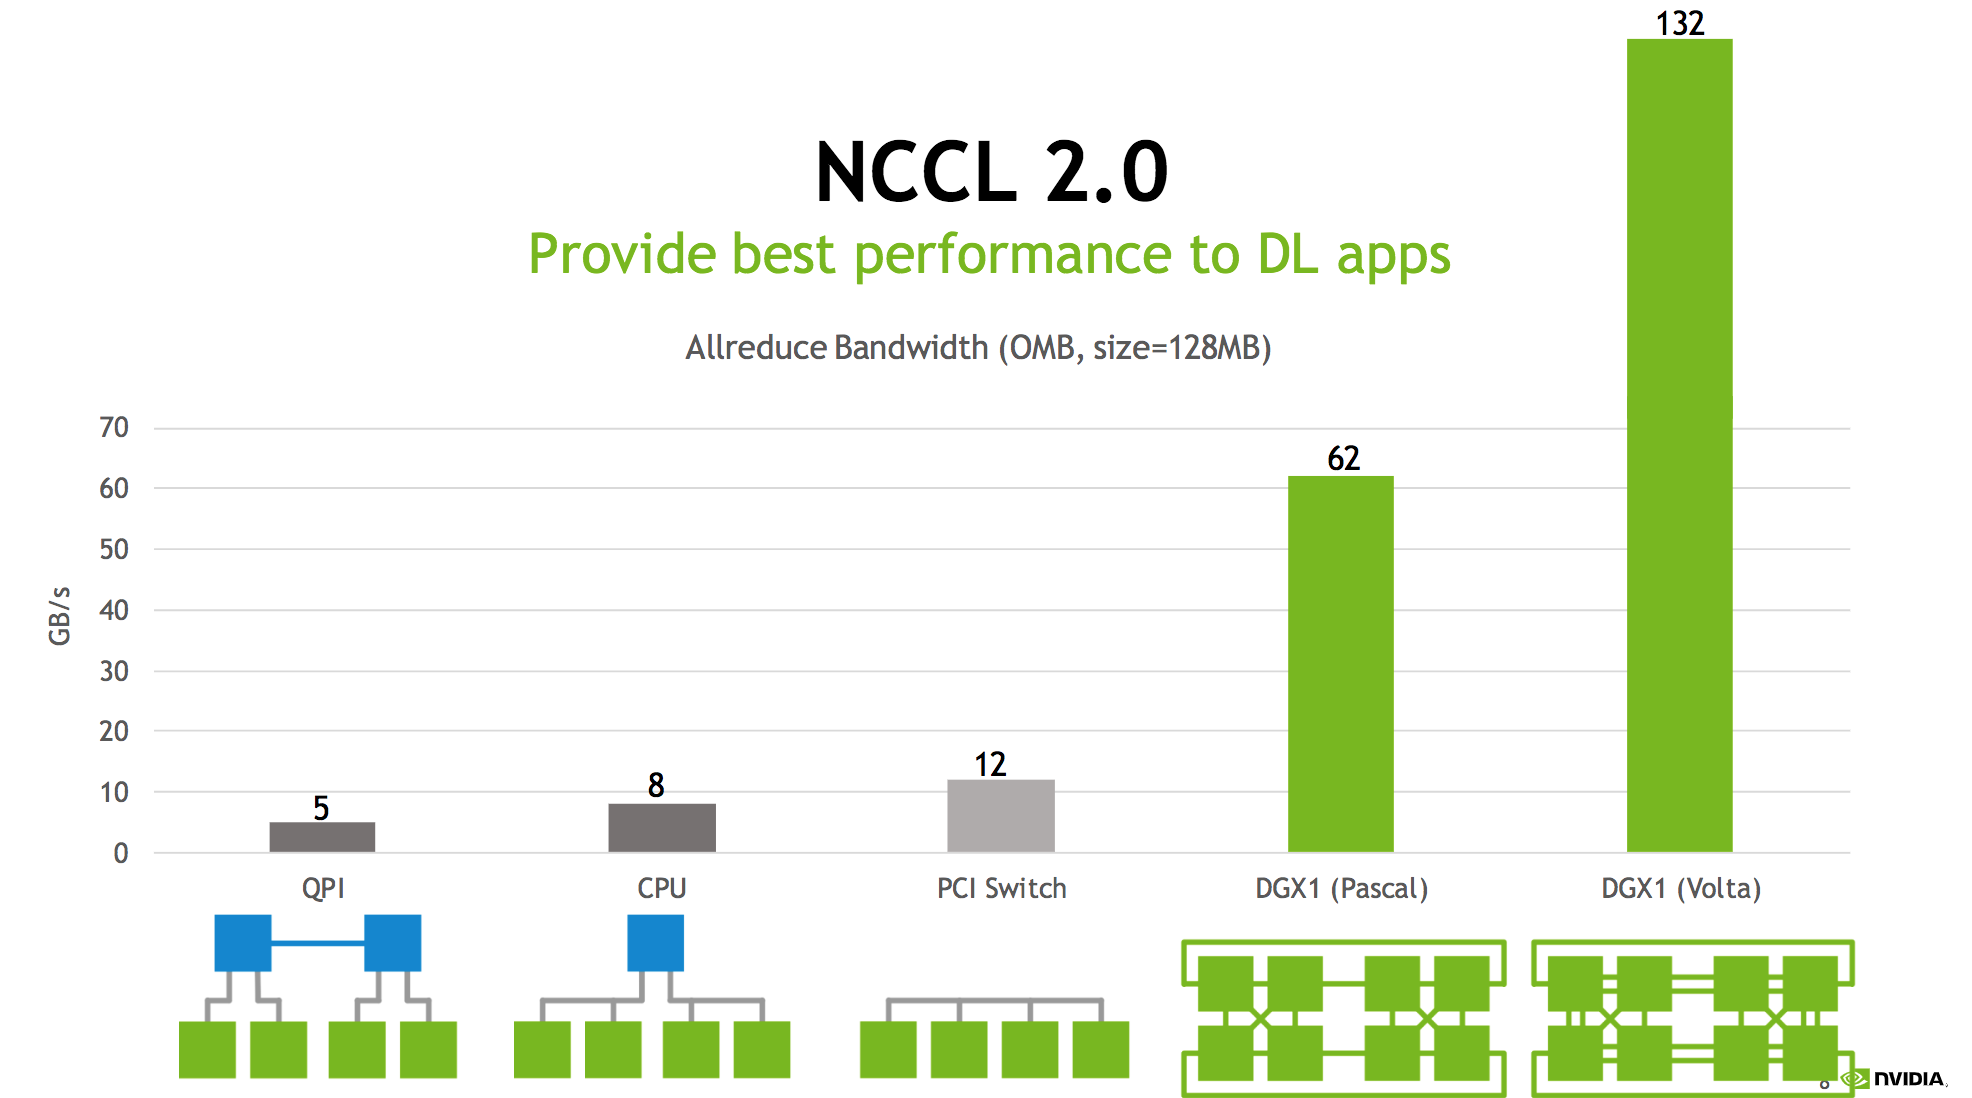 132
NCCL 2.0
Provide best performance to DL apps
Allreduce Bandwidth (OMB, size=128MB)
70
60
50
40
30
20
10
0
GB/s
5
8
12
62
QPI
CPU
PCI Switch
DGX1 (Pascal)
DGX1 (Volta)
NVIDIA